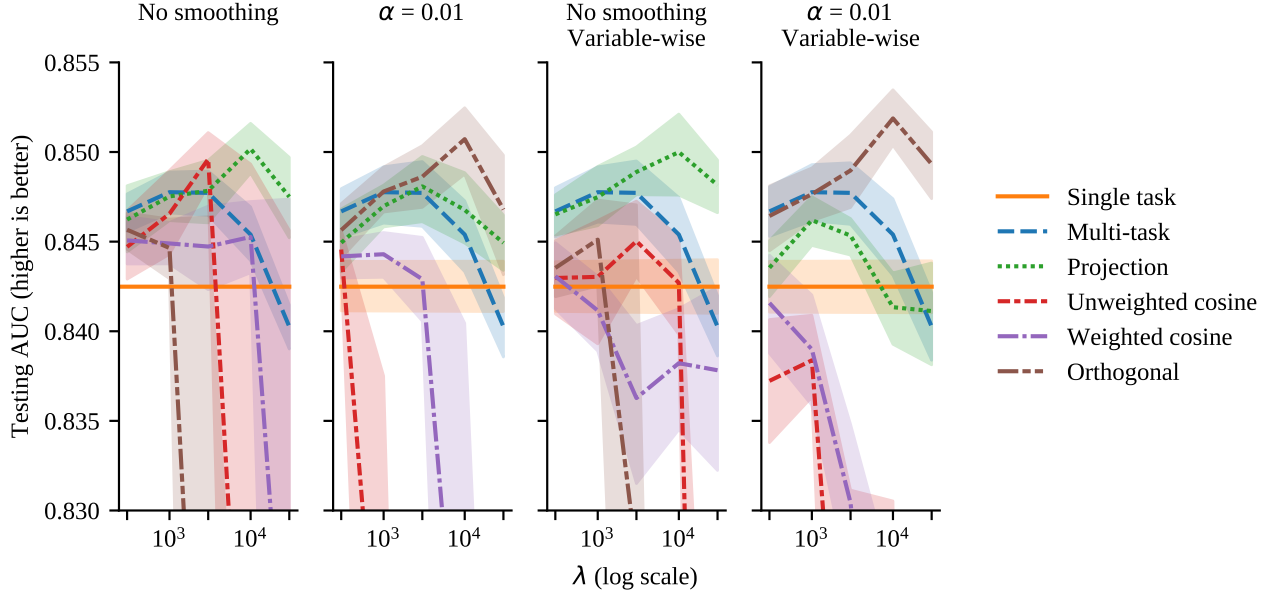 No smoothing
α = 0.01
No smoothing
Variable-wise
α = 0.01
Variable-wise
Testing AUC (higher is better)
0.855
0.850
0.845
0.840
0.835
0.830
10³ 10⁴
10³ 10⁴
10³ 10⁴
10³ 10⁴
λ (log scale)
Single task
Multi-task
Projection
Unweighted cosine
Weighted cosine
Orthogonal